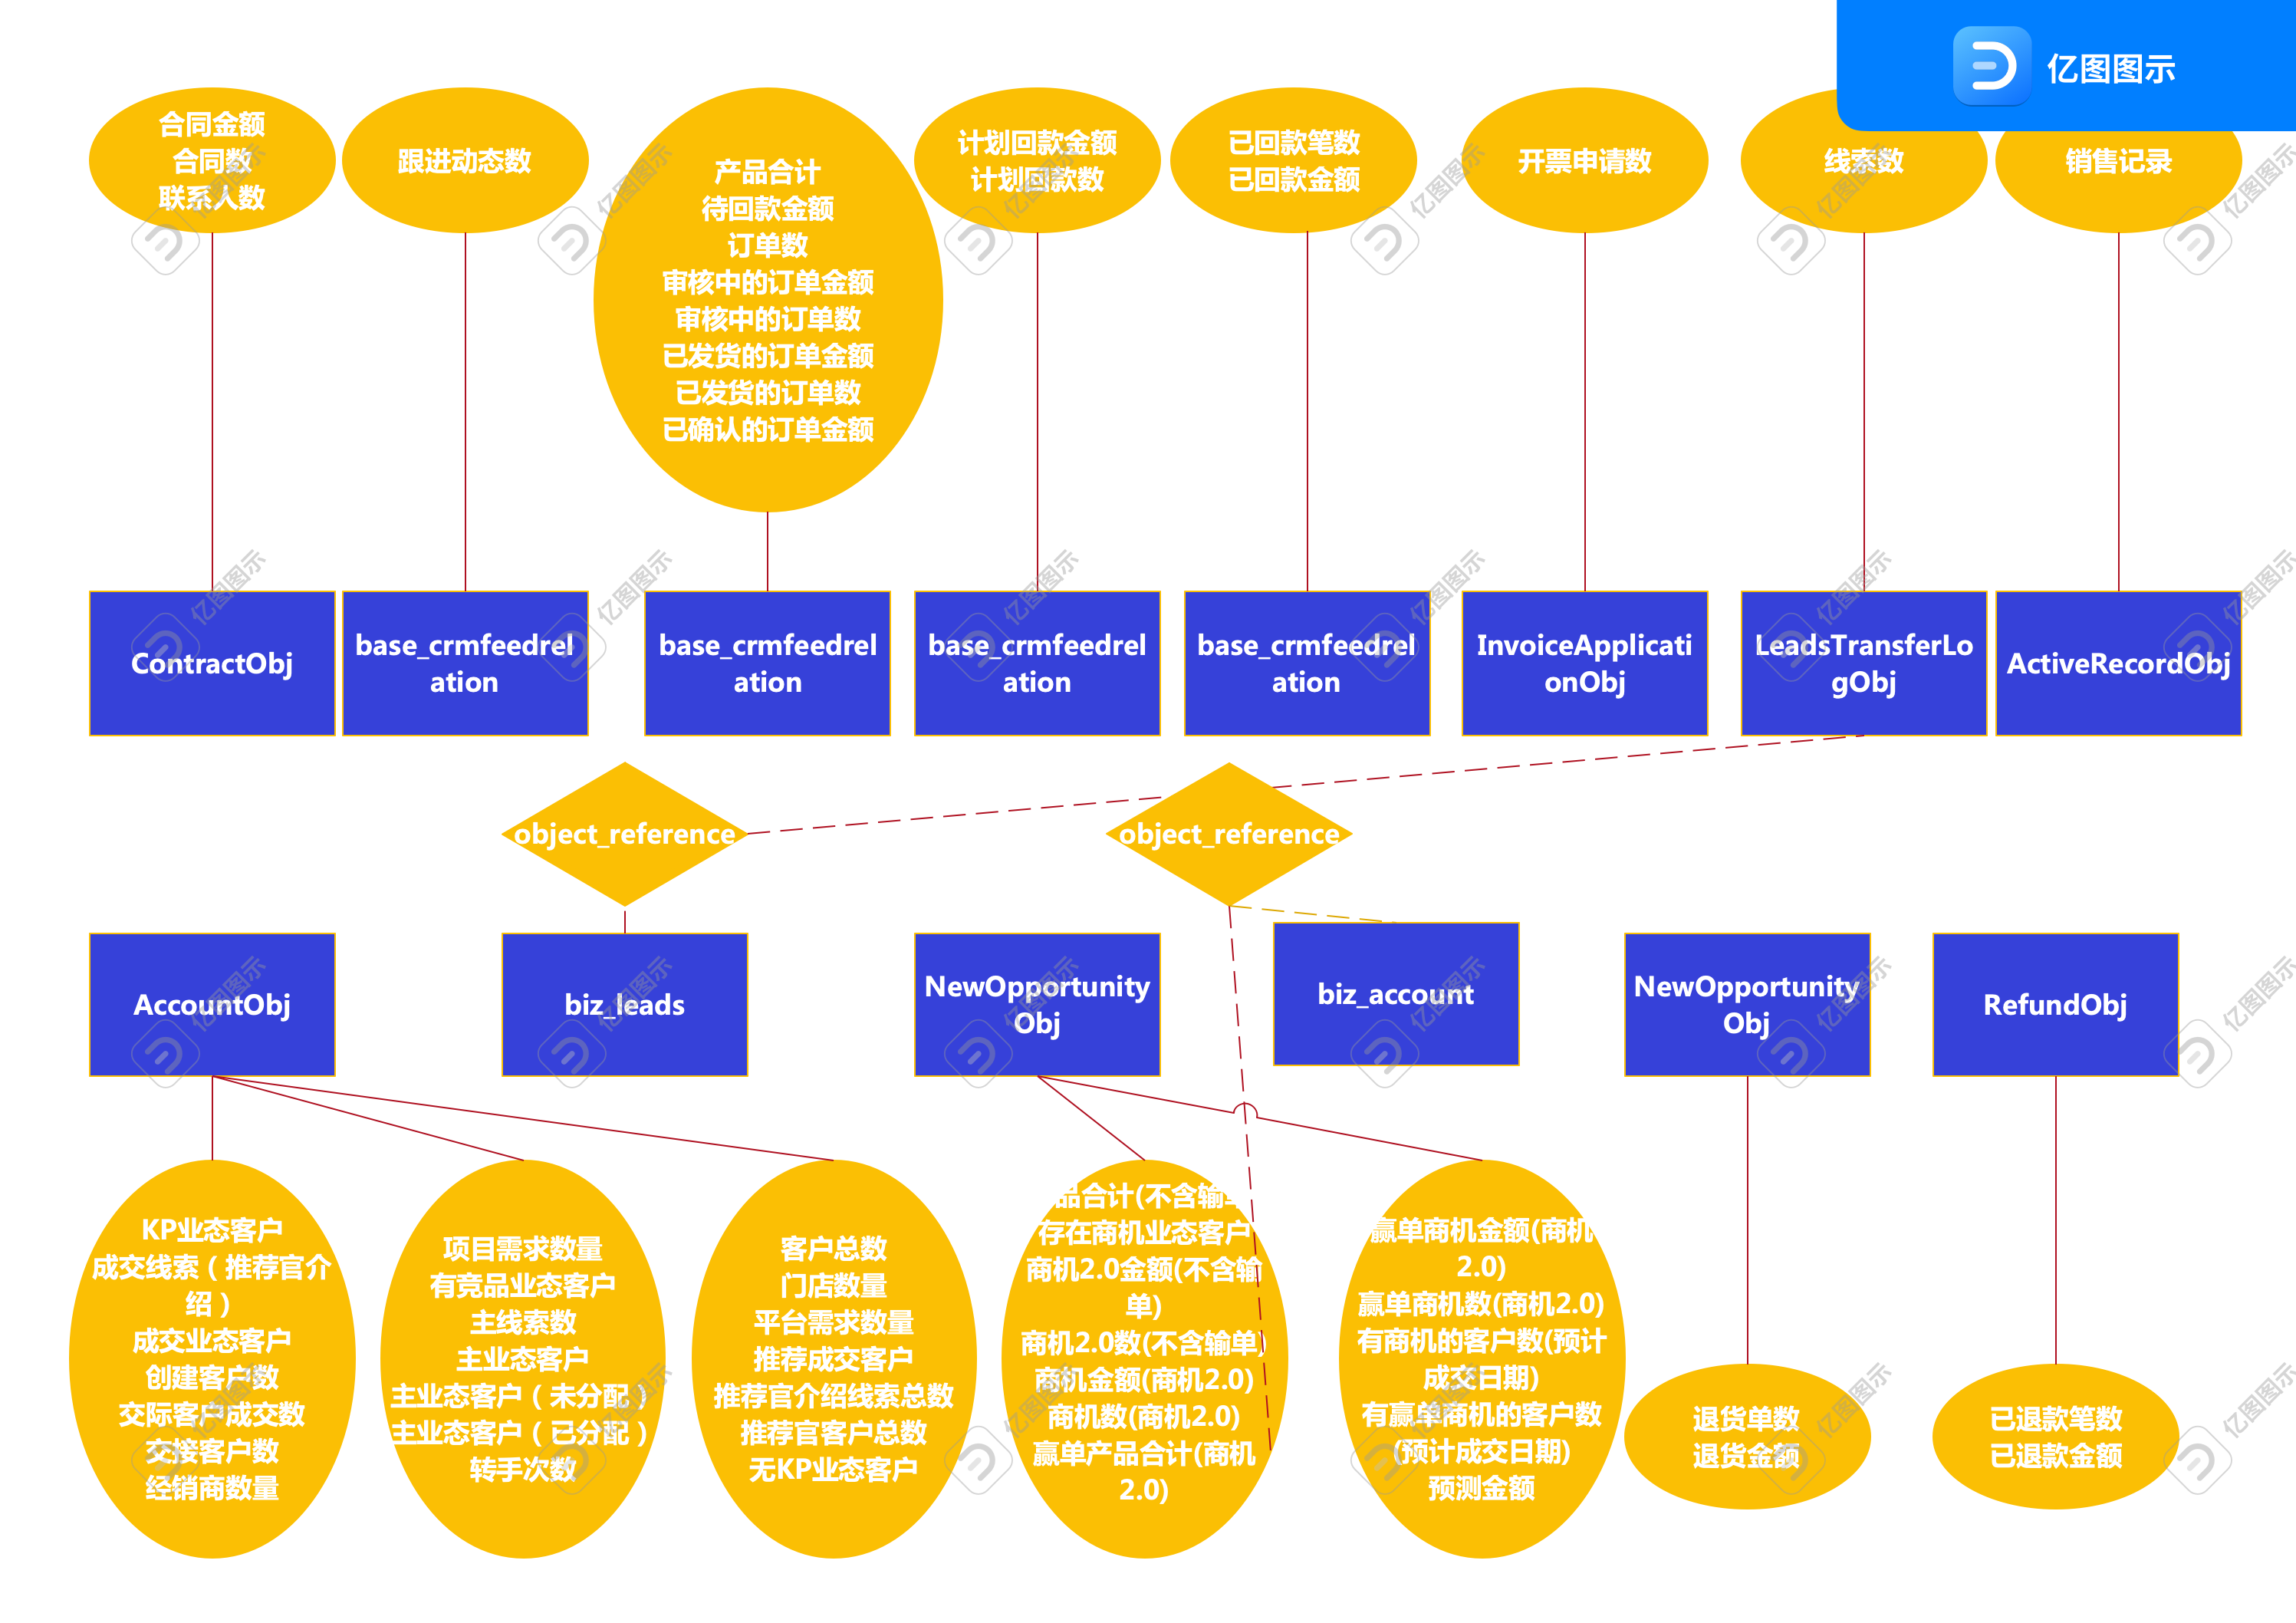 亿图图示
合同金额
合同数
联系人数
跟进动态数
产品合计
待回款金额
订单数
审核中的订单金额
审核中的订单数
已发货的订单金额
已发货的订单数
已确认的订单金额
计划回款金额
计划回款数
已回款笔数
已回款金额
开票申请数
线索数
销售记录
ContractObj
base_crmfeedrel
ation
base_crmfeedrel
ation
base_crmfeedrel
ation
base_crmfeedrel
ation
InvoiceApplicati
onObj
LeadsTransferLo
gObj
ActiveRecordObj
object_reference
object_reference
AccountObj
biz_leads
NewOpportunity
Obj
biz_account
NewOpportunity
Obj
RefundObj
KP业态客户
成交线索（推荐官介
绍）
成交业态客户
创建客户数
交际客户成交数
交接客户数
经销商数量
项目需求数量
有竞品业态客户
主线索数
主业态客户
主业态客户（未分配）
主业态客户（已分配）
转手次数
客户总数
门店数量
平台需求数量
推荐成交客户
推荐官介绍线索总数
推荐官客户总数
无KP业态客户
品合计(不含输单
存在商机业态客户
商机2.0金额(不含输
单)
商机2.0数(不含输单)
商机金额(商机2.0)
商机数(商机2.0)
赢单产品合计(商机
2.0)
赢单商机金额(商机
2.0)
赢单商机数(商机2.0)
有商机的客户数(预计
成交日期)
有赢单商机的客户数
(预计成交日期)
预测金额
退货单数
退货金额
已退款笔数
已退款金额